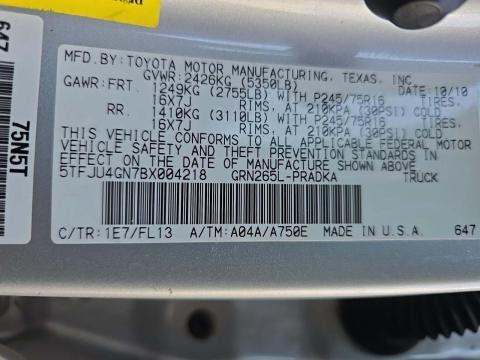 647
75N5T
MFD.BY:TOYOTA MOTOR MANUFACTURING, TEXAS, INC.
GVWR:2426KG (5350LB) 10/10
GAWR:FRT. 1249KG (2755LB) WITH P245/75R16 TIRES,
16X7J RIMS, AT 210KPA (30PSI) COLD
RR. 1410KG (3110LB) WITH P245/75R16 TIRES,
16X7J RIMS, AT 210KPA (30PSI) COLD
THIS VEHICLE CONFORMS TO ALL APPLICABLE FEDERAL MOTOR
VEHICLE SAFETY AND THEFT PREVENTION STANDARDS IN
EFFECT ON THE DATE OF MANUFACTURE SHOWN ABOVE.
5TFJU4GN7BX004218 GRN265L-PRADKA TRUCK
C/TR:1E7/FL13 A/TM:A04A/A750E MADE IN U.S.A. 647